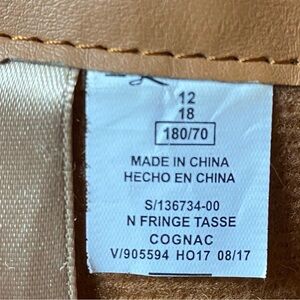 12
18
180/70
MADE IN CHINA
HECHO EN CHINA
S/136734-00
N FRINGE TASSE
COGNAC
V/905594 HO17 08/17